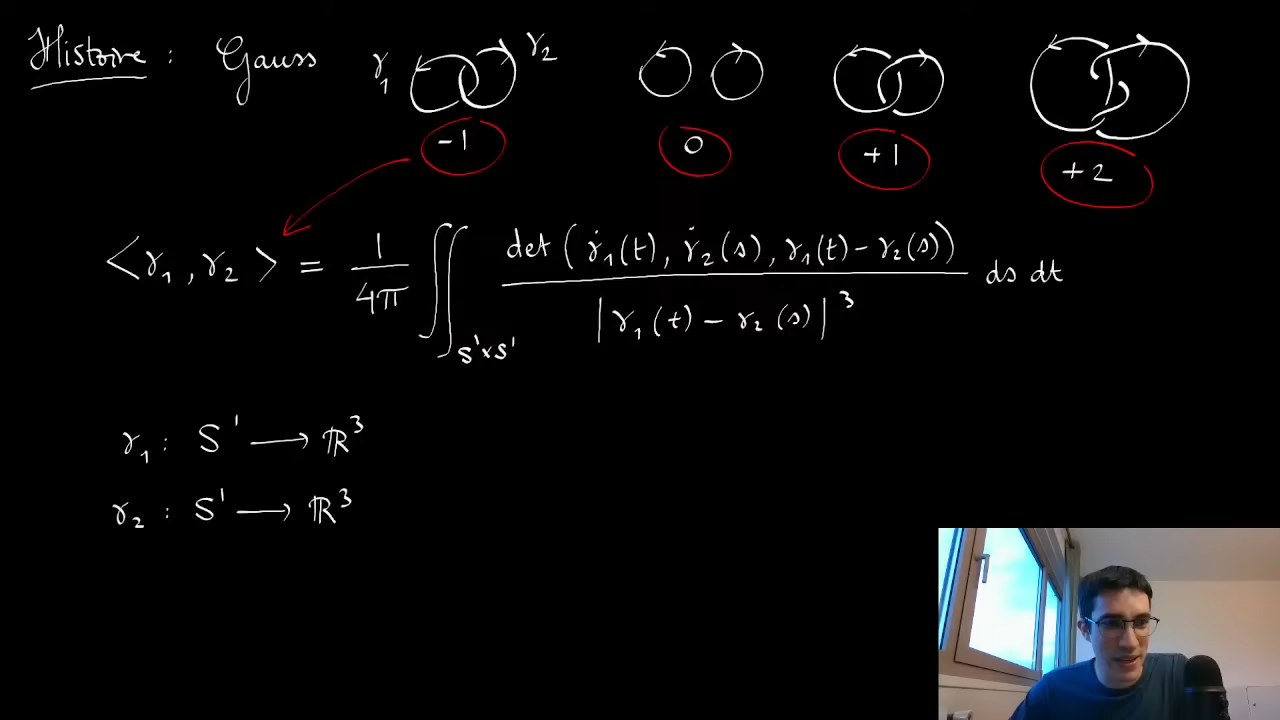 Histoire : Gauss γ₁ γ₂
-1 0 +1 +2
<γ₁, γ₂> = 1/4π ∬_{S¹×S¹} det(γ̇₁(t), γ̇₂(s), γ₁(t) - γ₂(s)) / |γ₁(t) - γ₂(s)|³ ds dt
γ₁ : S¹ ⟶ ℝ³
γ₂ : S¹ ⟶ ℝ³